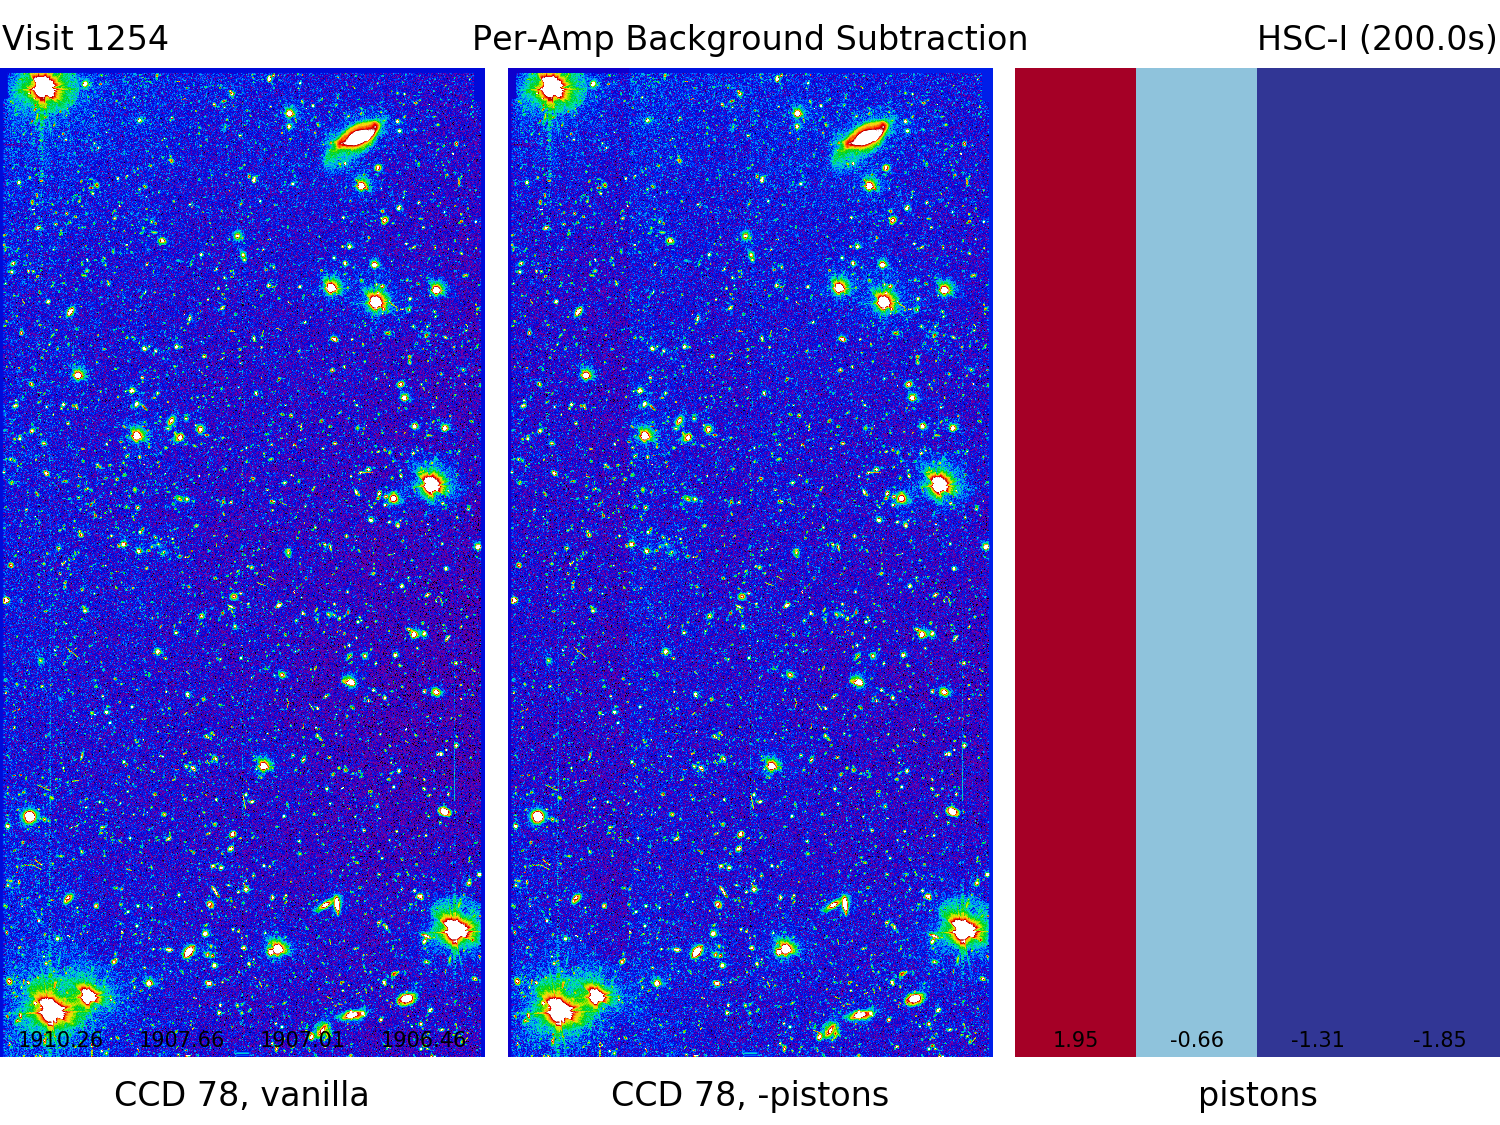 Visit 1254 Per-Amp Background Subtraction HSC-I (200.0s)
1910.26 1907.66 1907.01 1906.46 1.95 -0.66 -1.31 -1.85
CCD 78, vanilla CCD 78, -pistons pistons